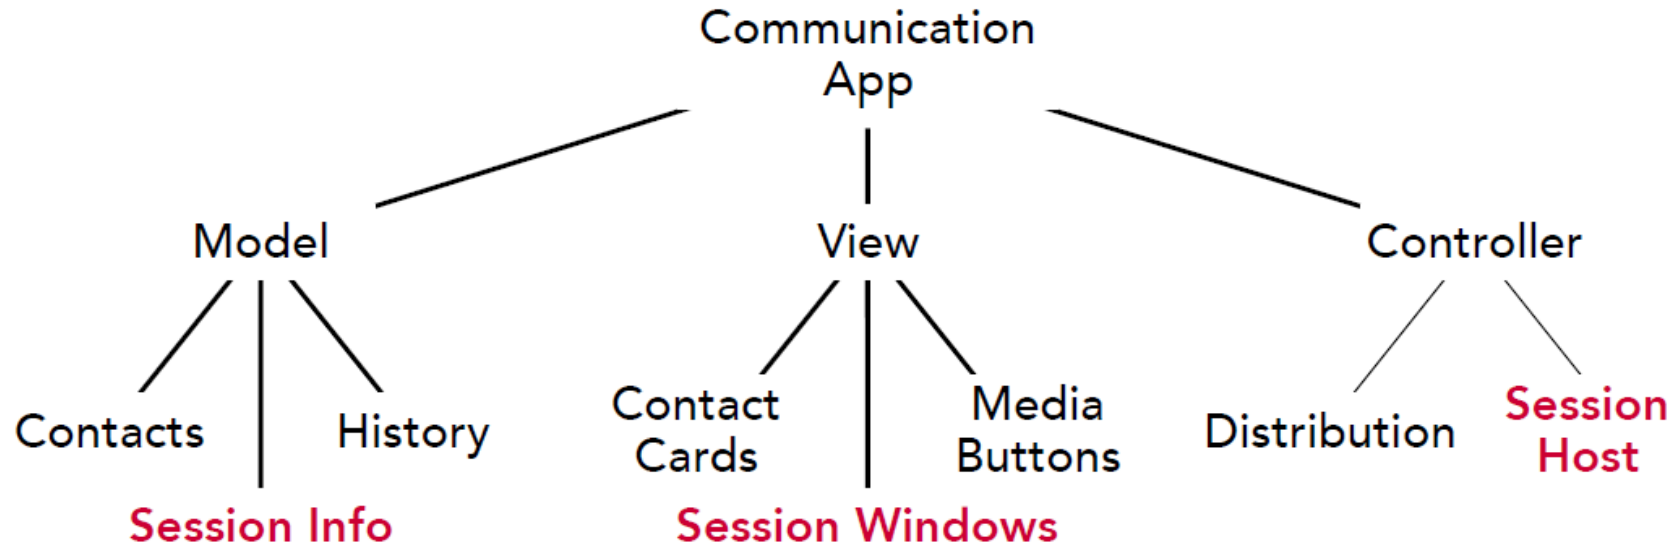 Communication
App
Model
View
Controller
Contacts
History
Session Info
Contact
Cards
Media
Buttons
Session Windows
Distribution
Session
Host